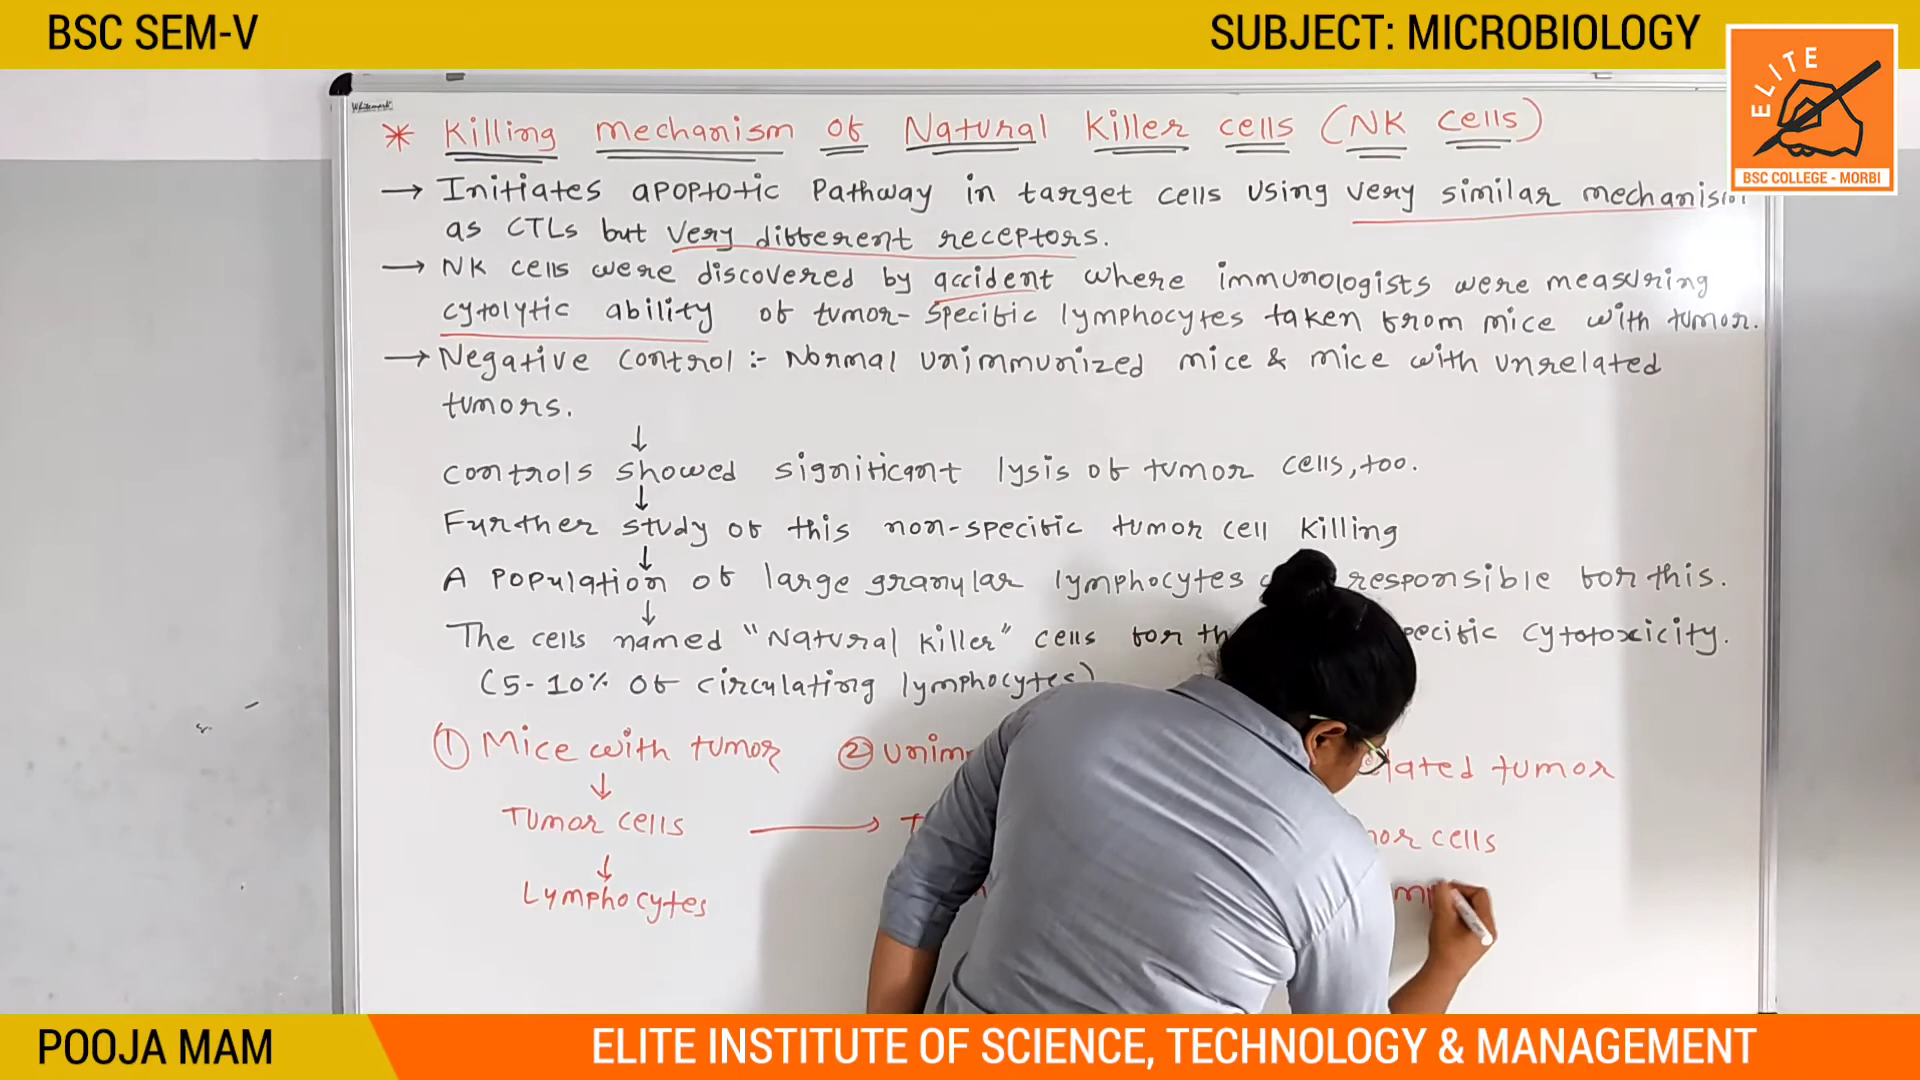 BSC SEM-V
SUBJECT: MICROBIOLOGY
ELITE
BSC COLLEGE - MORBI
Whitemark
* Killing mechanism of Natural Killer cells (NK cells)
→ Initiates apoptotic pathway in target cells using very similar mechanism
as CTLs but very different receptors.
→ NK cells were discovered by accident where immunologists were measuring
cytolytic ability of tumor-specific lymphocytes taken from mice with tumor.
→ Negative control :- Normal unimmunized mice & mice with unrelated
tumors.
↓
controls showed significant lysis of tumor cells, too.
↓
Further study of this non-specific tumor cell killing
↓
A population of large granular lymphocytes responsible for this.
↓
The cells named "Natural killer" cells for cytotoxicity.
(5-10% of circulating lymphocytes)
① Mice with tumor ② tumor
↓
Tumor cells → cells
↓
Lymphocytes
POOJA MAM
ELITE INSTITUTE OF SCIENCE, TECHNOLOGY & MANAGEMENT